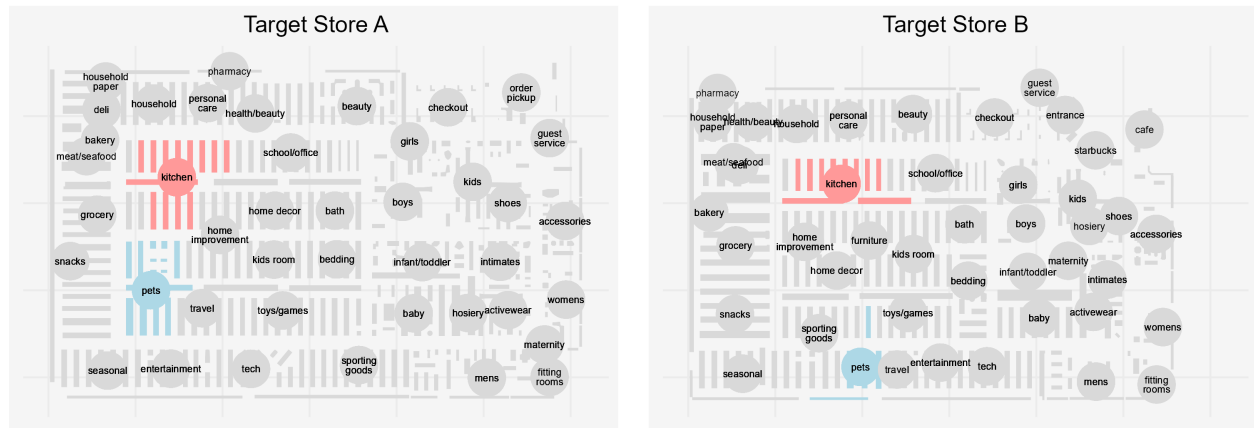 Target Store A
pharmacy
household
paper
order
pickup
deli
household
personal
care
health/beauty
beauty
checkout
bakery
girls
guest
service
meat/seafood
school/office
kitchen
kids
grocery
home decor
bath
boys
shoes
accessories
home
improvement
snacks
kids room
bedding
infant/toddler
intimates
pets
travel
toys/games
baby
hosiery
activewear
womens
maternity
seasonal
entertainment
tech
sporting
goods
mens
fitting
rooms
Target Store B
pharmacy
guest
service
household
paper
health/beauty
household
personal
care
beauty
checkout
entrance
cafe
meat/seafood
deli
starbucks
kitchen
school/office
girls
kids
bakery
shoes
grocery
home
improvement
furniture
bath
boys
hosiery
accessories
home decor
kids room
bedding
infant/toddler
maternity
intimates
snacks
sporting
goods
toys/games
baby
activewear
womens
seasonal
pets
travel
entertainment
tech
mens
fitting
rooms